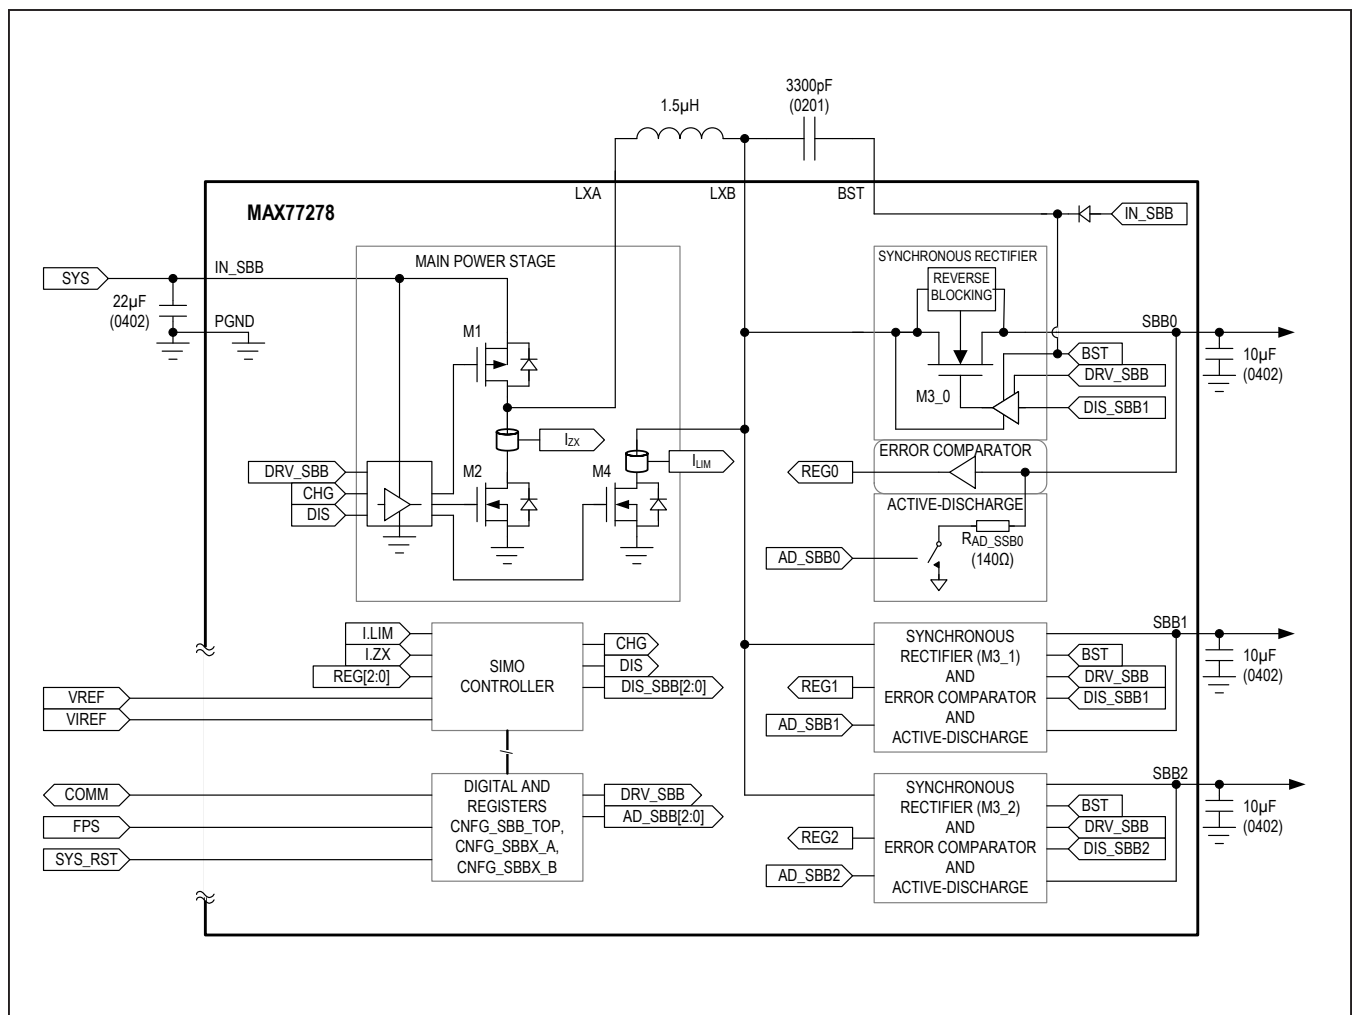 3300pF
(0201)
1.5µH
LXA
LXB
BST
MAX77278
IN_SBB
SYS
IN_SBB
22µF
(0402)
PGND
MAIN POWER STAGE
M1
IZX
M2
M4
ILIM
DRV_SBB
CHG
DIS
SYNCHRONOUS RECTIFIER
REVERSE
BLOCKING
M3_0
SBB0
BST
DRV_SBB
DIS_SBB1
10µF
(0402)
ERROR COMPARATOR
REG0
ACTIVE-DISCHARGE
RAD_SSB0
(140Ω)
AD_SBB0
I.LIM
I.ZX
REG[2:0]
VREF
VIREF
SIMO
CONTROLLER
CHG
DIS
DIS_SBB[2:0]
SYNCHRONOUS
RECTIFIER (M3_1)
AND
ERROR COMPARATOR
AND
ACTIVE-DISCHARGE
REG1
AD_SBB1
SBB1
BST
DRV_SBB
DIS_SBB1
10µF
(0402)
COMM
FPS
SYS_RST
DIGITAL AND
REGISTERS
CNFG_SBB_TOP,
CNFG_SBBX_A,
CNFG_SBBX_B
DRV_SBB
AD_SBB[2:0]
SYNCHRONOUS
RECTIFIER (M3_2)
AND
ERROR COMPARATOR
AND
ACTIVE-DISCHARGE
REG2
AD_SBB2
SBB2
BST
DRV_SBB
DIS_SBB2
10µF
(0402)